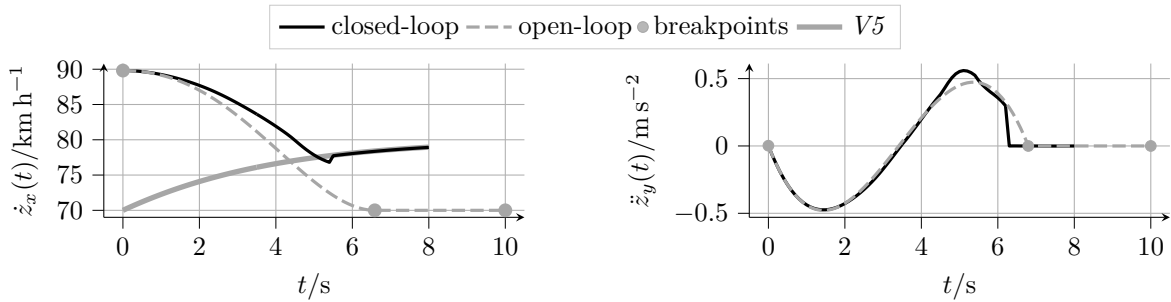 closed-loop open-loop breakpoints V5
90
85
80
75
70
0 2 4 6 8 10
t/s
ż_x(t)/km h⁻¹
0.5
0
−0.5
0 2 4 6 8 10
t/s
z̈_y(t)/m s⁻²